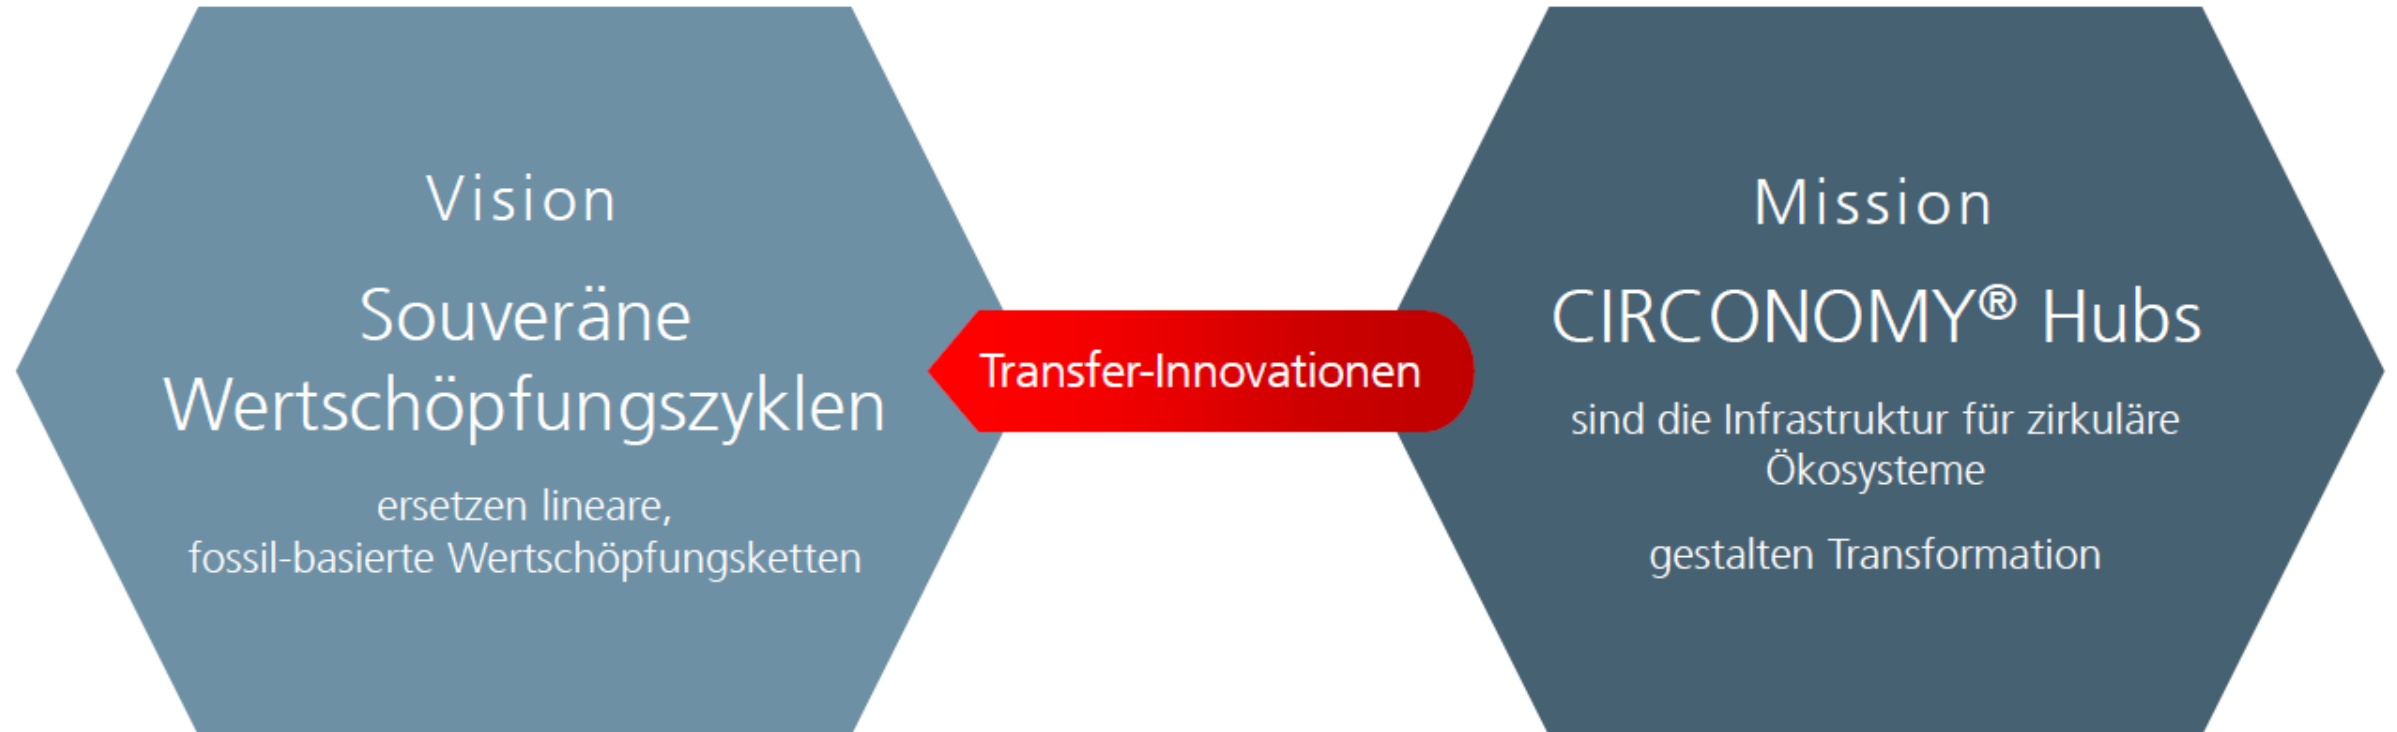 Vision
Souveräne
Wertschöpfungszyklen
ersetzen lineare,
fossil-basierte Wertschöpfungsketten
Transfer-Innovationen
Mission
CIRCONOMY® Hubs
sind die Infrastruktur für zirkuläre
Ökosysteme
gestalten Transformation